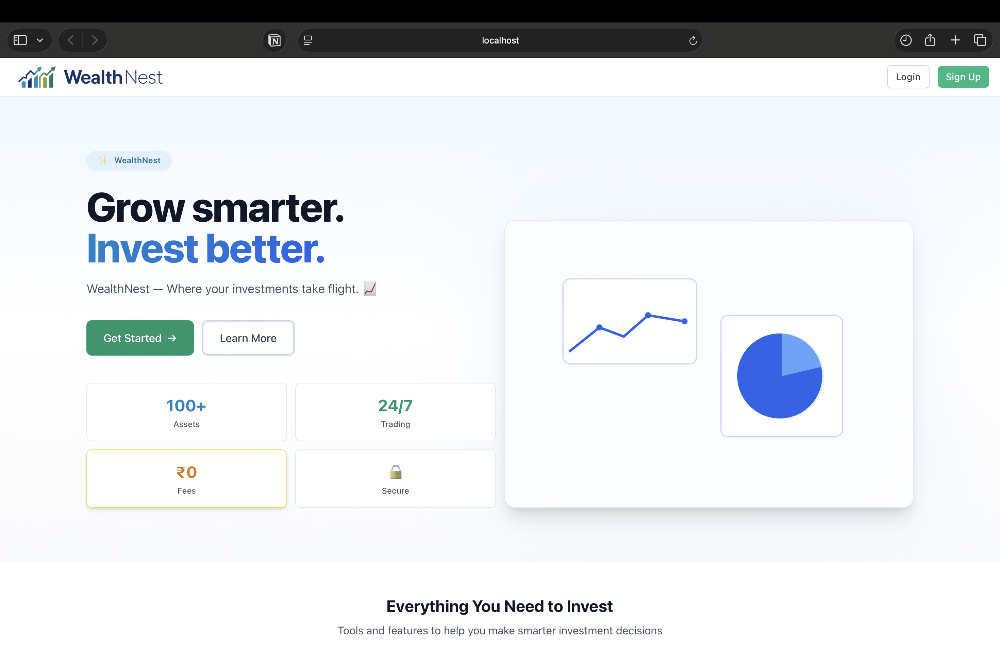 localhost
WealthNest
Login
Sign Up
✨ WealthNest
Grow smarter.
Invest better.
WealthNest — Where your investments take flight. 📈
Get Started →
Learn More
100+
Assets
24/7
Trading
₹0
Fees
🔒
Secure
Everything You Need to Invest
Tools and features to help you make smarter investment decisions